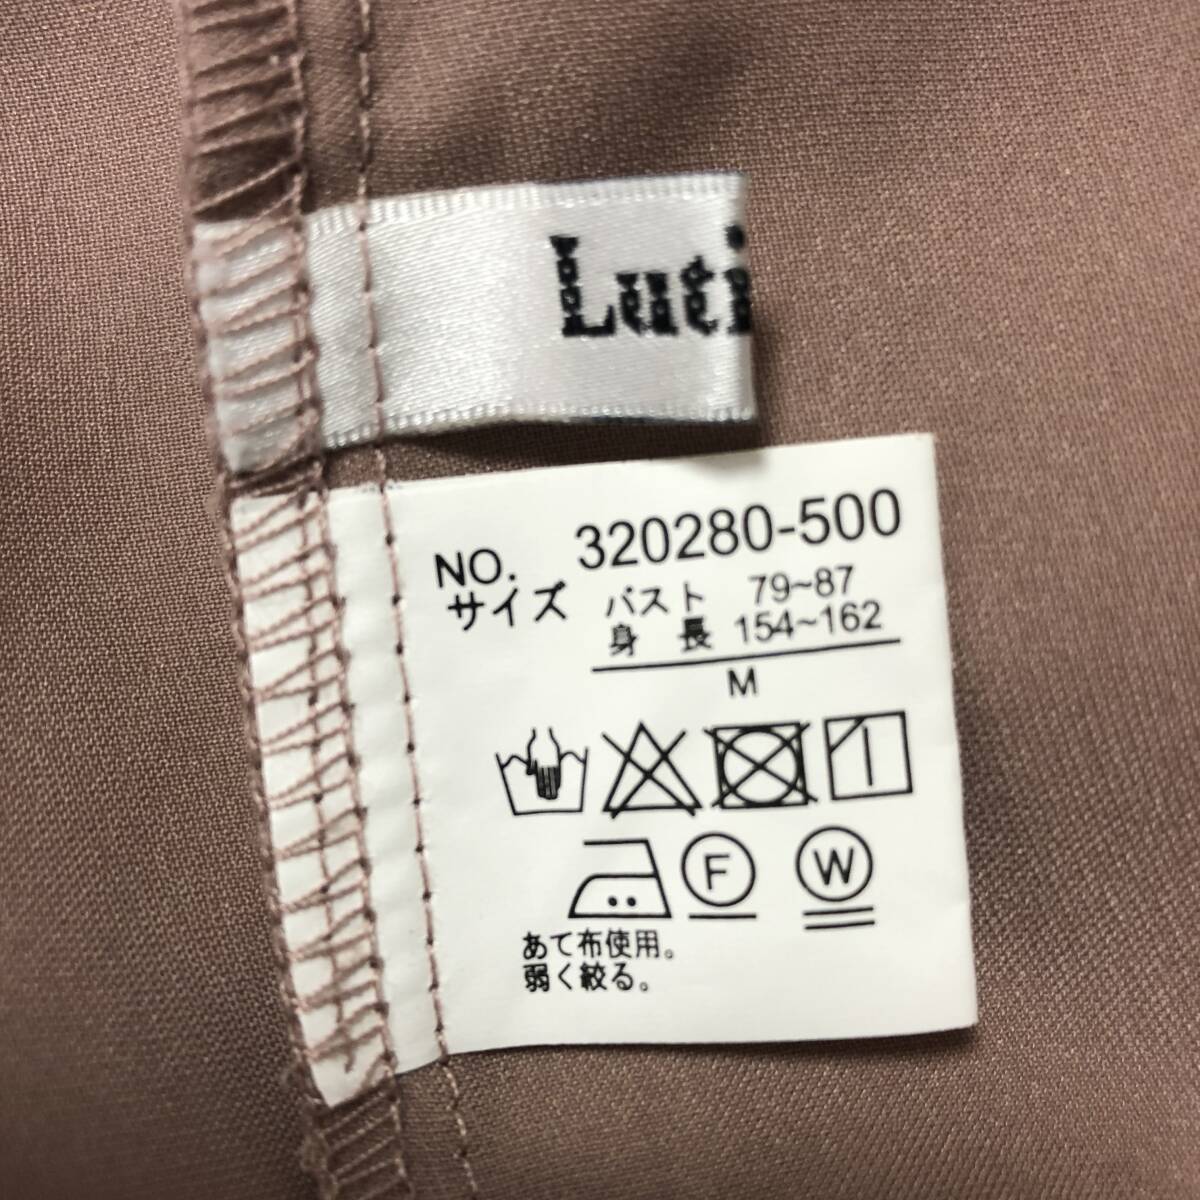 Luti
NO. 320280-500
サイズ バスト 79~87
身長 154~162
M
F W
あて布使用。
弱く絞る。